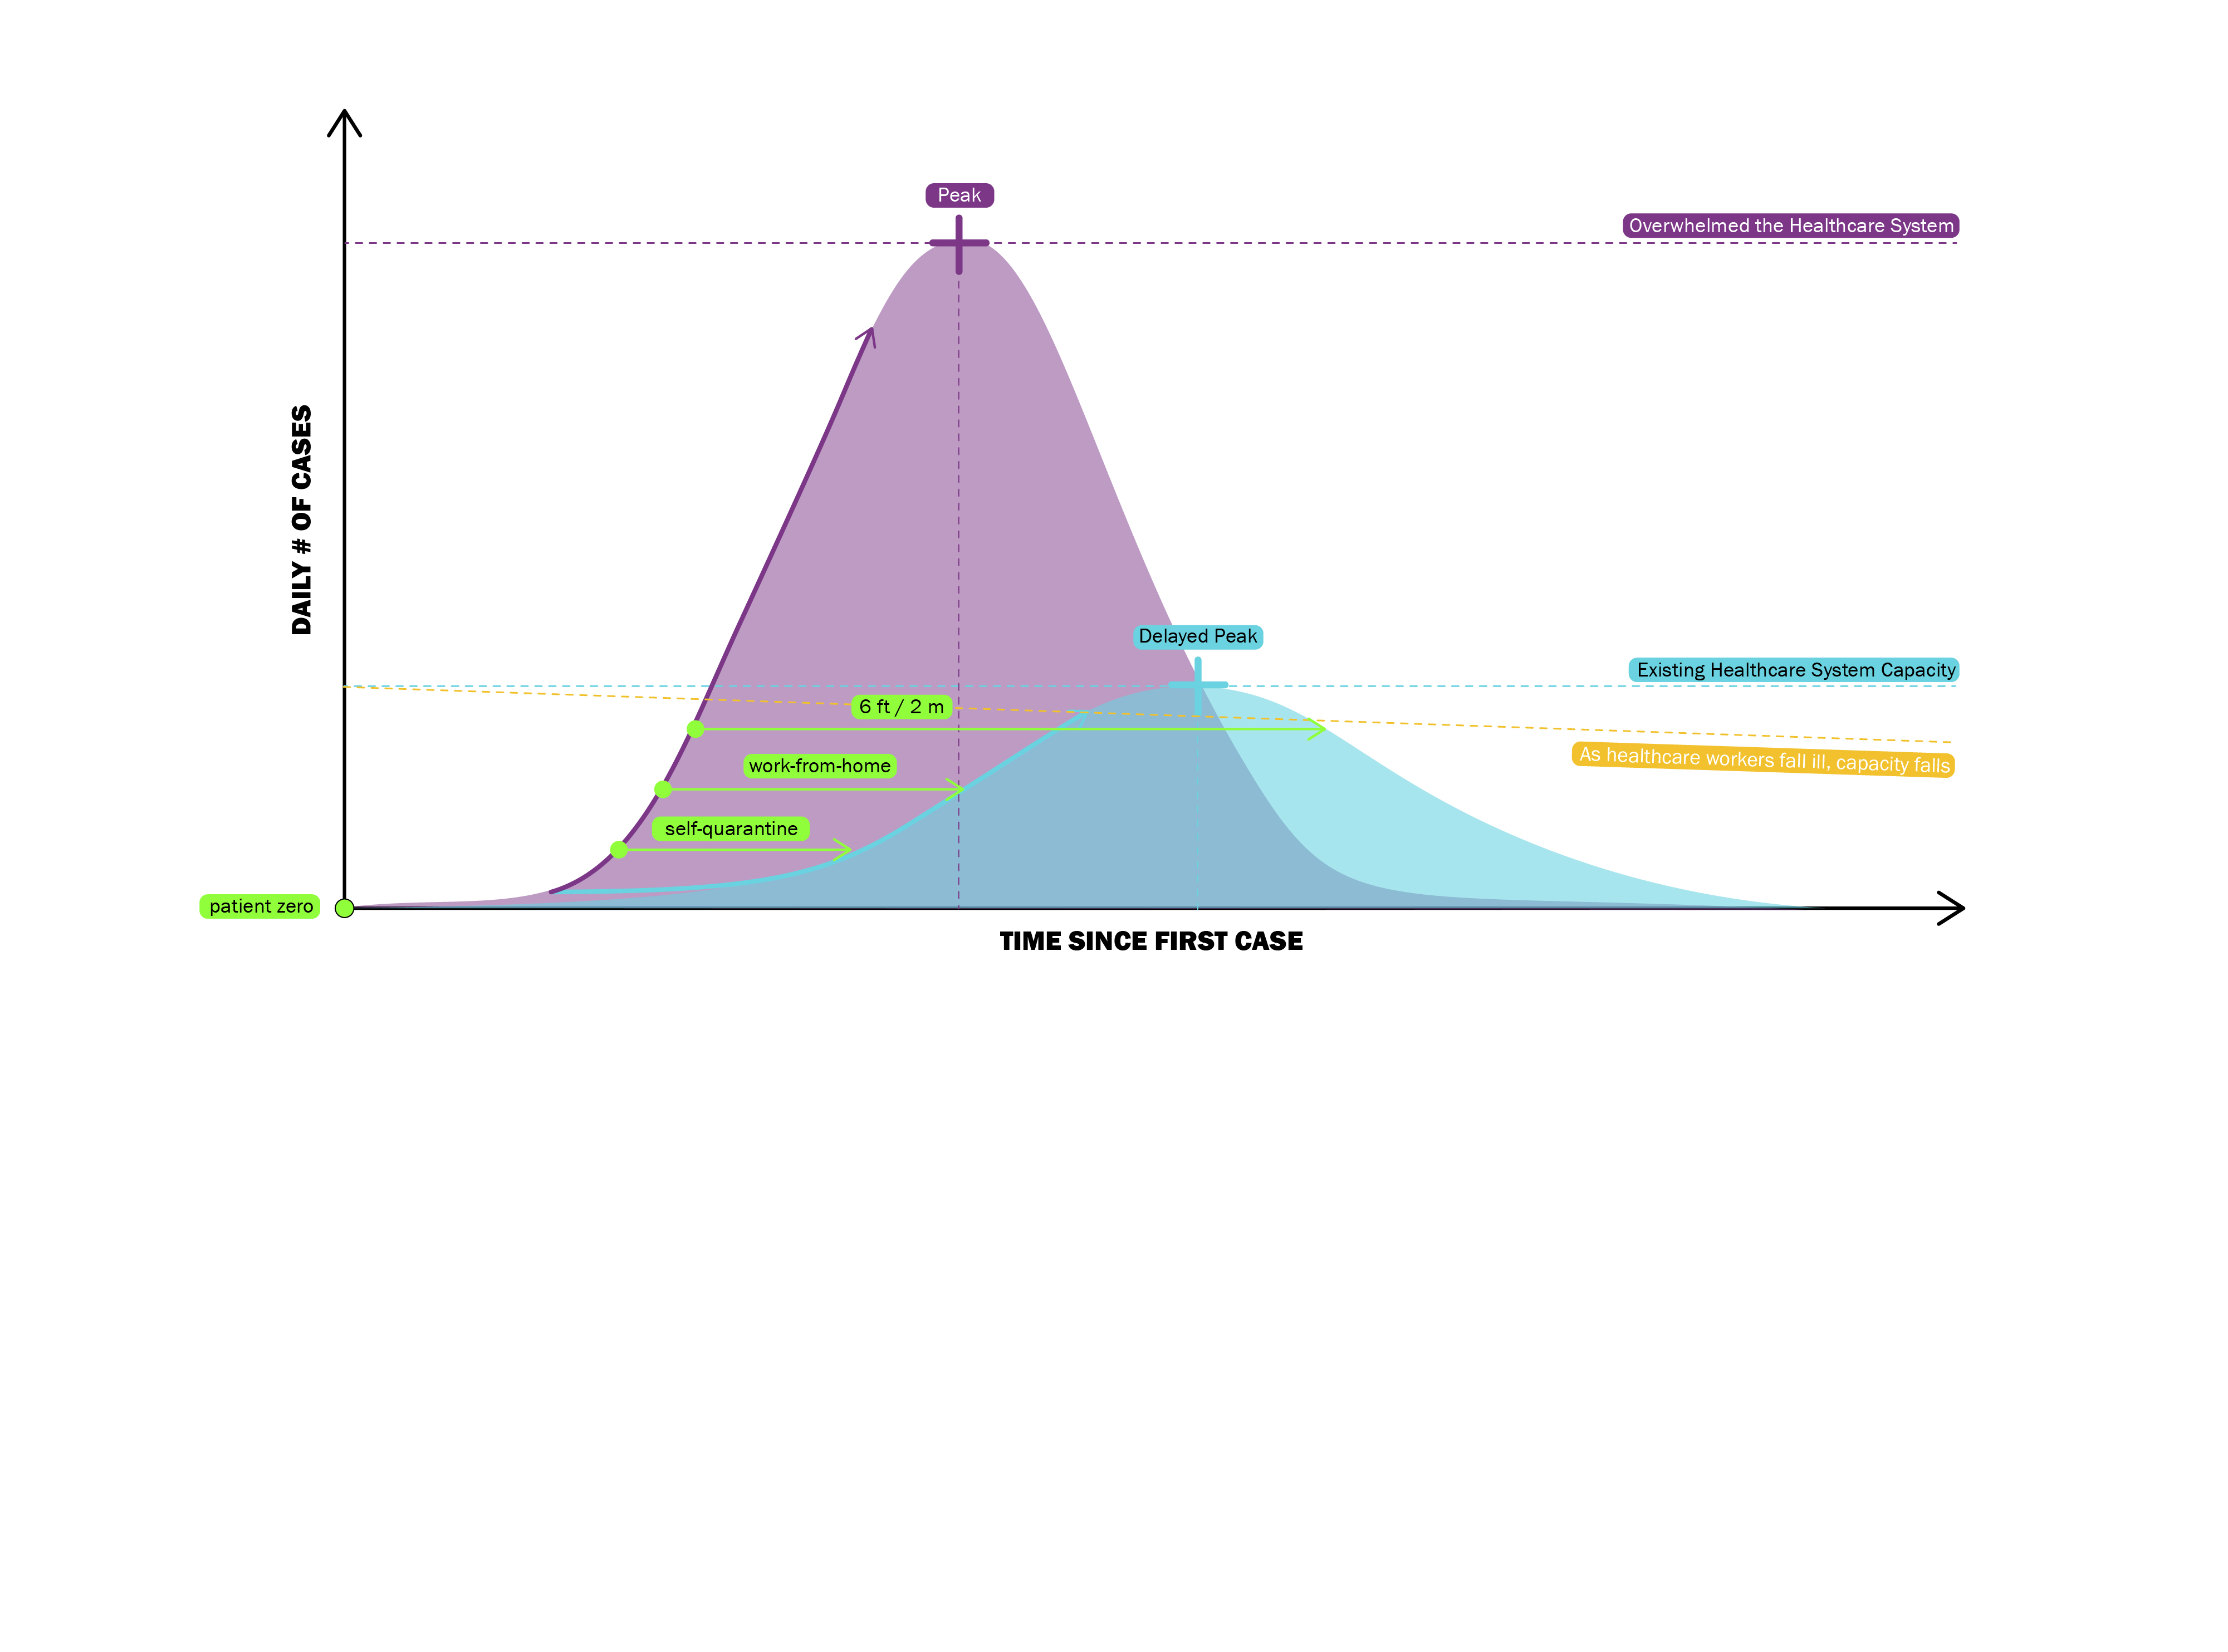 Peak
Overwhelmed the Healthcare System
DAILY # OF CASES
Delayed Peak
Existing Healthcare System Capacity
6 ft / 2 m
As healthcare workers fall ill, capacity falls
work-from-home
self-quarantine
patient zero
TIME SINCE FIRST CASE